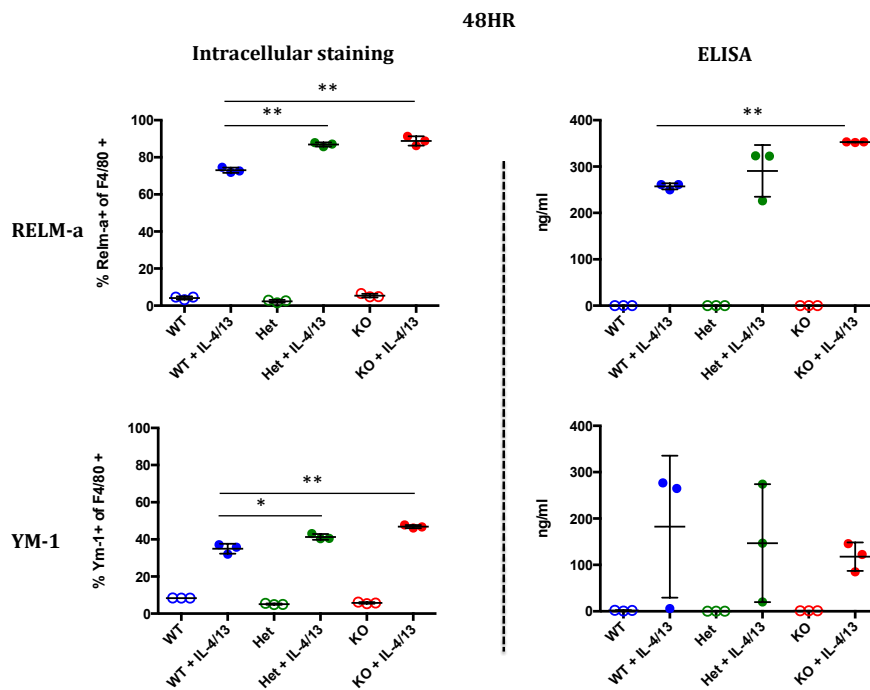 48HR
Intracellular staining
ELISA
RELM-a
% Relm-a+ of F4/80 +
100
80
60
40
20
0
**
**
WT
WT + IL-4/13
Het
Het + IL-4/13
KO
KO + IL-4/13
ng/ml
400
300
200
100
0
**
WT
WT + IL-4/13
Het
Het + IL-4/13
KO
KO + IL-4/13
YM-1
% Ym-1+ of F4/80 +
100
80
60
40
20
0
**
*
WT
WT + IL-4/13
Het
Het + IL-4/13
KO
KO + IL-4/13
ng/ml
400
300
200
100
0
WT
WT + IL-4/13
Het
Het + IL-4/13
KO
KO + IL-4/13